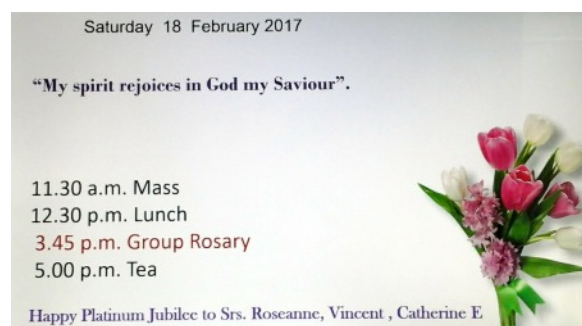 Saturday 18 February 2017
“My spirit rejoices in God my Saviour”.
11.30 a.m. Mass
12.30 p.m. Lunch
3.45 p.m. Group Rosary
5.00 p.m. Tea
Happy Platinum Jubilee to Srs. Roseanne, Vincent , Catherine E